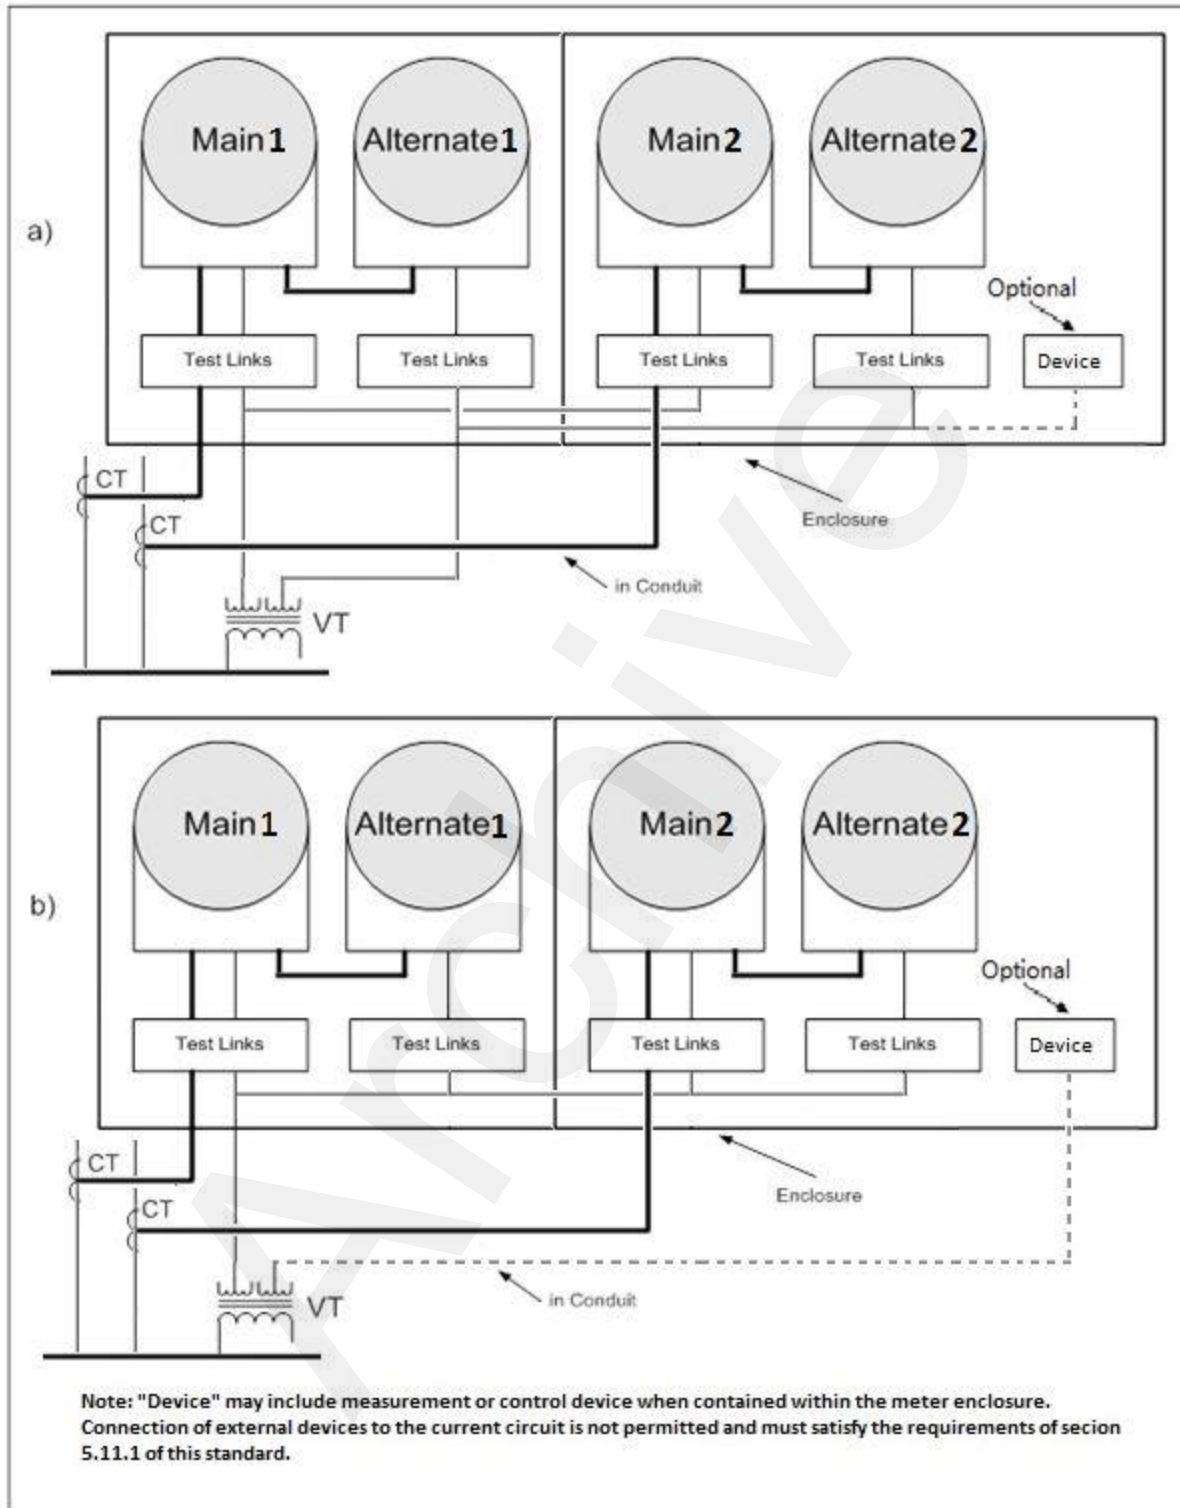 Main 1
Alternate 1
Main 2
Alternate 2
a)
Optional
Test Links
Test Links
Test Links
Test Links
Device
CT
CT
Enclosure
in Conduit
VT
Main 1
Alternate 1
Main 2
Alternate 2
b)
Optional
Test Links
Test Links
Test Links
Test Links
Device
CT
CT
Enclosure
in Conduit
VT
Note: "Device" may include measurement or control device when contained within the meter enclosure.
Connection of external devices to the current circuit is not permitted and must satisfy the requirements of secion
5.11.1 of this standard.
Archive